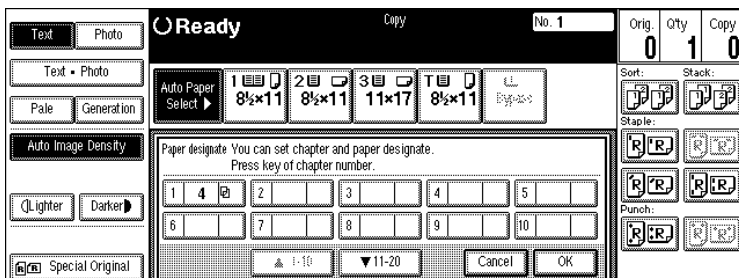 Text Photo
Text • Photo
Pale Generation
Auto Image Density
Lighter Darker
Special Original
Ready Copy No. 1
Orig. Q'ty Copy
0 1 0
Auto Paper Select ▶
1 8½×11
2 8½×11
3 11×17
T 8½×11
Bypass
Paper designate You can set chapter and paper designate.
Press key of chapter number.
1 4 2 3 4 5
6 7 8 9 10
▲ 1-10 ▼11-20 Cancel OK
Sort: Stack:
Staple:
Punch: